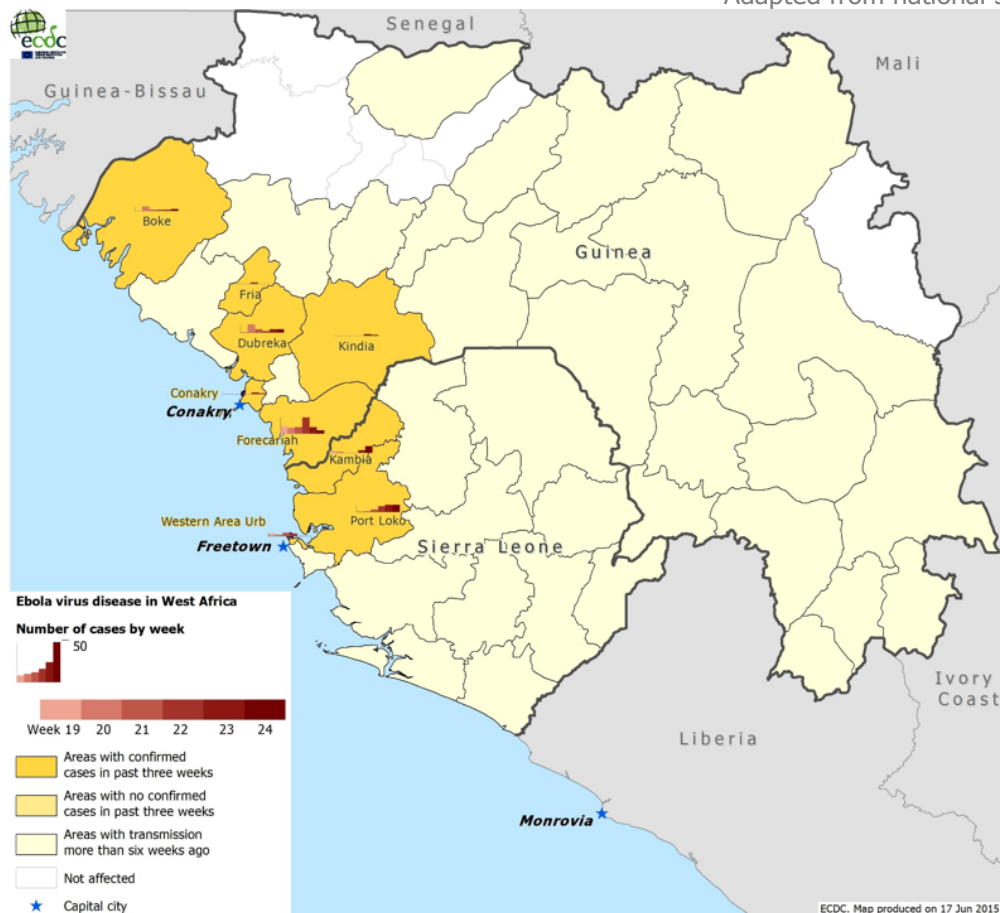 Adapted from national s
ecdc
Senegal
Mali
Guinea-Bissau
Boke
Guinea
Fria
Dubreka
Kindia
Conakry
Conakry
Forecariah
Kambia
Port Loko
Western Area Urb
Freetown
Sierra Leone
Ebola virus disease in West Africa
Number of cases by week
50
Week 19 20 21 22 23 24
Areas with confirmed
cases in past three weeks
Areas with no confirmed
cases in past three weeks
Areas with transmission
more than six weeks ago
Not affected
Capital city
Ivory
Coast
Liberia
Monrovia
ECDC. Map produced on 17 Jun 2015